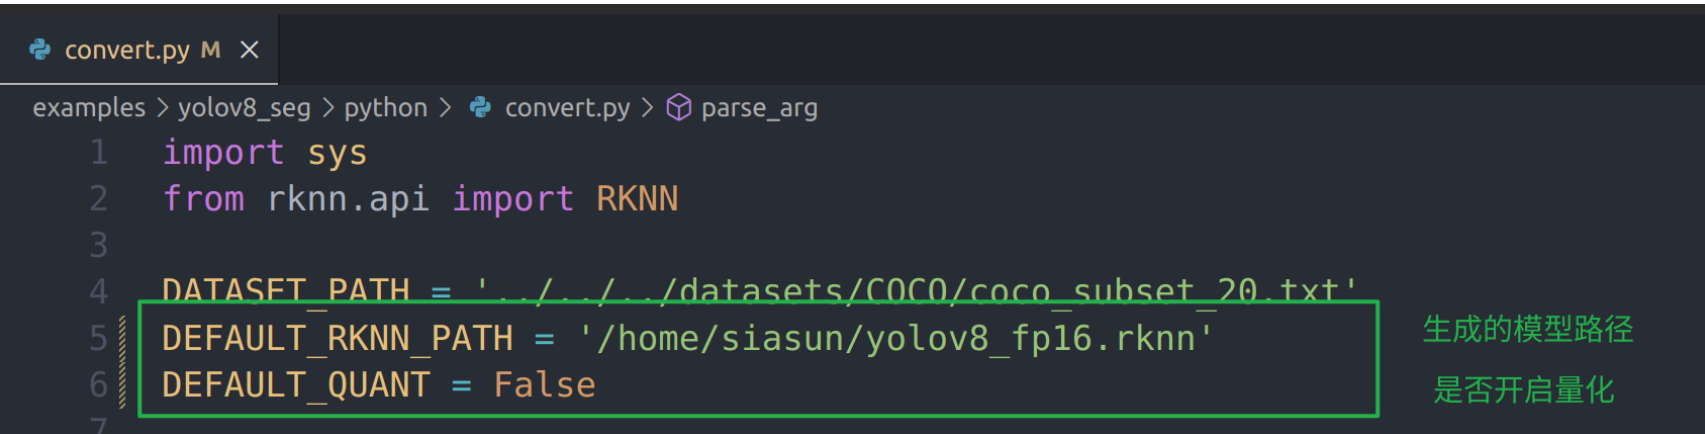 convert.py M
examples > yolov8_seg > python > convert.py > parse_arg
1 import sys
2 from rknn.api import RKNN
3
4 DATASET_PATH = '../../../datasets/COCO/coco_subset_20.txt'
5 DEFAULT_RKNN_PATH = '/home/siasun/yolov8_fp16.rknn'
生成的模型路径
6 DEFAULT_QUANT = False
是否开启量化
7